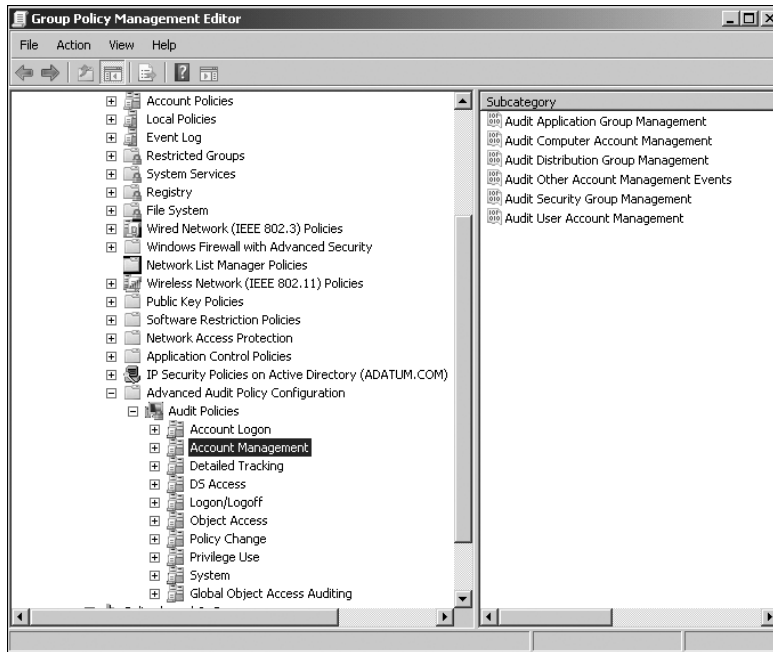 Group Policy Management Editor
File Action View Help
Account Policies
Local Policies
Event Log
Restricted Groups
System Services
Registry
File System
Wired Network (IEEE 802.3) Policies
Windows Firewall with Advanced Security
Network List Manager Policies
Wireless Network (IEEE 802.11) Policies
Public Key Policies
Software Restriction Policies
Network Access Protection
Application Control Policies
IP Security Policies on Active Directory (ADATUM.COM)
Advanced Audit Policy Configuration
Audit Policies
Account Logon
Account Management
Detailed Tracking
DS Access
Logon/Logoff
Object Access
Policy Change
Privilege Use
System
Global Object Access Auditing
Subcategory
Audit Application Group Management
Audit Computer Account Management
Audit Distribution Group Management
Audit Other Account Management Events
Audit Security Group Management
Audit User Account Management